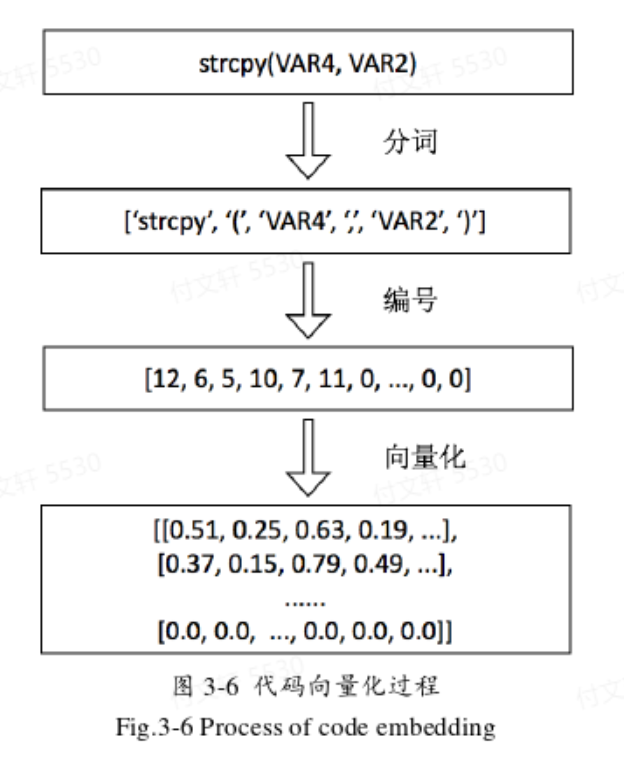 strcpy(VAR4, VAR2)
分词
[‘strcpy’, ‘(’, ‘VAR4’, ‘,’, ‘VAR2’, ‘)’]
编号
[12, 6, 5, 10, 7, 11, 0, ..., 0, 0]
向量化
[[0.51, 0.25, 0.63, 0.19, ...],
[0.37, 0.15, 0.79, 0.49, ...],
......
[0.0, 0.0, ..., 0.0, 0.0, 0.0]]
图 3-6 代码向量化过程
Fig.3-6 Process of code embedding
付文轩 5530